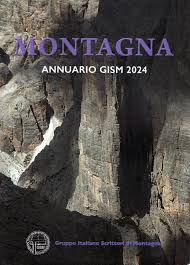 MONTAGNA
ANNUARIO GISM 2024
Gruppo Italiano Scrittori di Montagna